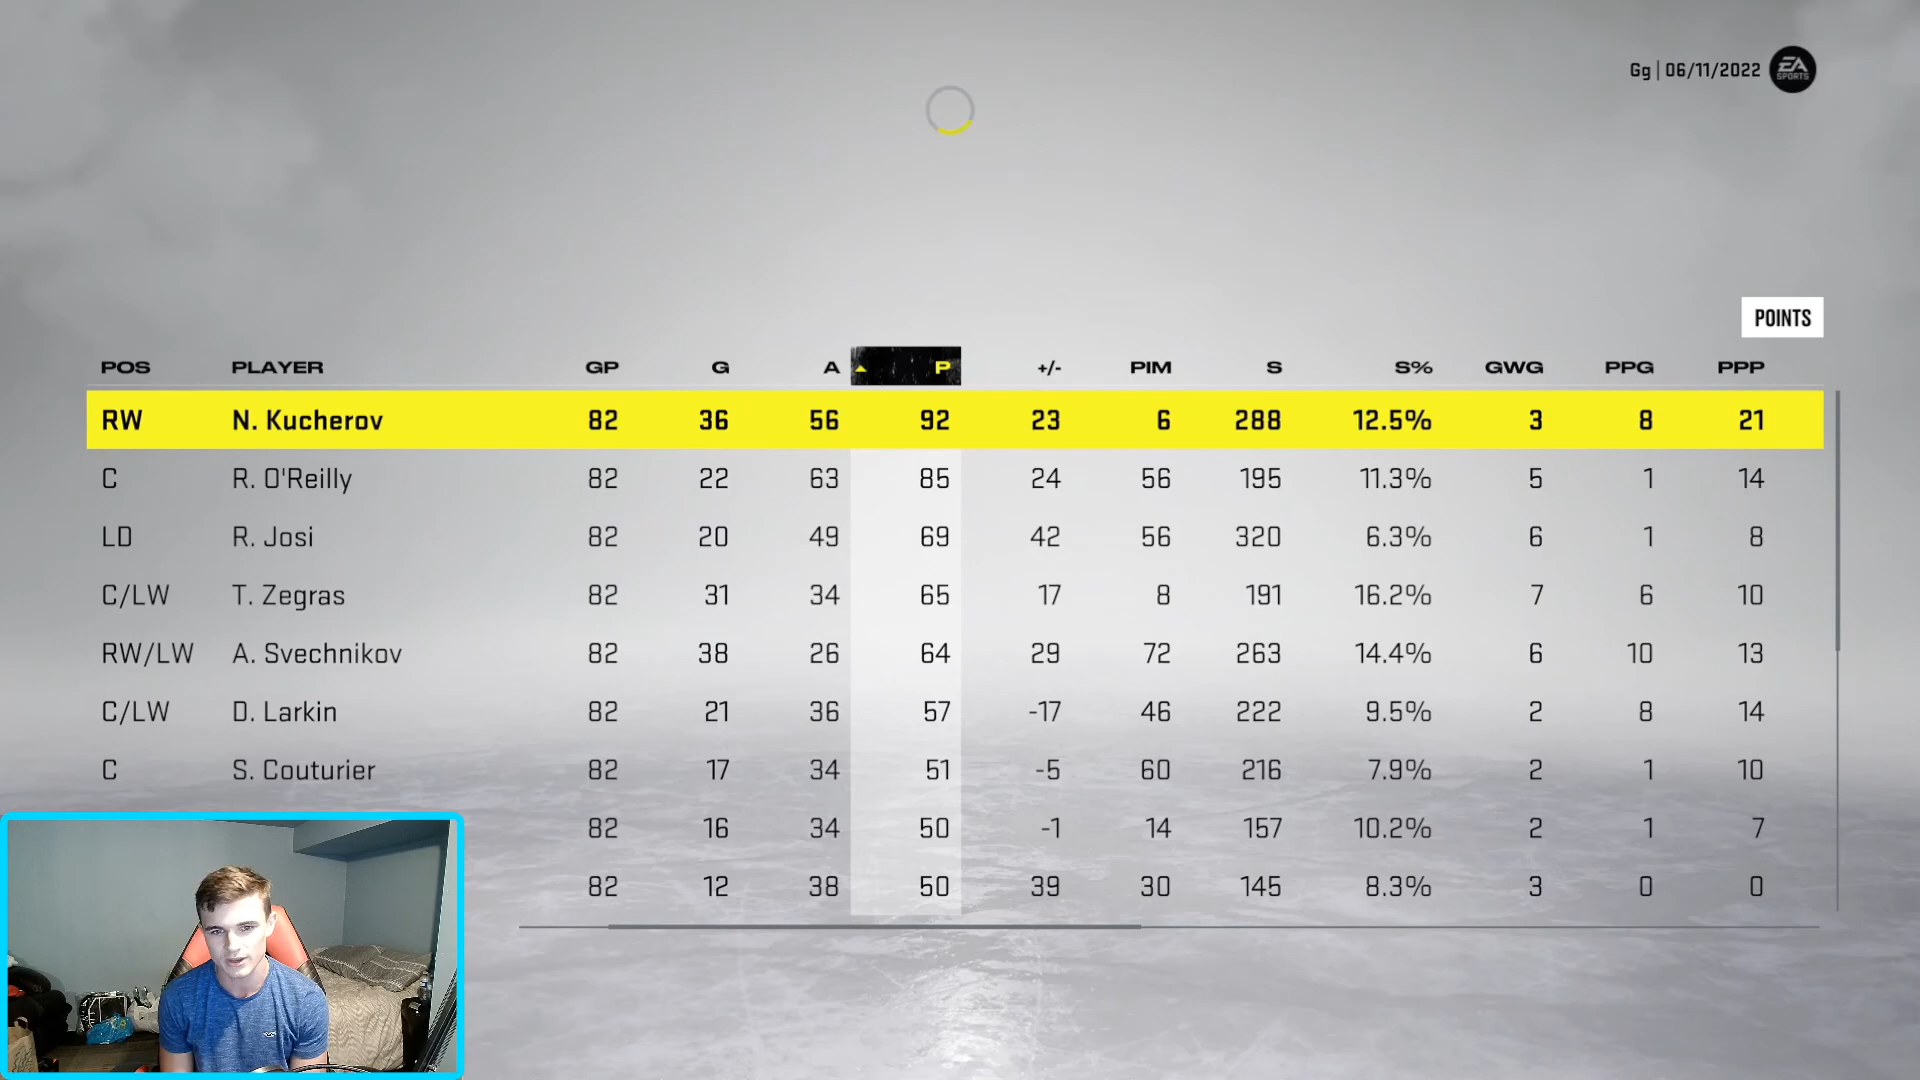 Gg | 06/11/2022 EA SPORTS
POINTS
POS PLAYER GP G A P +/- PIM S S% GWG PPG PPP
RW N. Kucherov 82 36 56 92 23 6 288 12.5% 3 8 21
C R. O'Reilly 82 22 63 85 24 56 195 11.3% 5 1 14
LD R. Josi 82 20 49 69 42 56 320 6.3% 6 1 8
C/LW T. Zegras 82 31 34 65 17 8 191 16.2% 7 6 10
RW/LW A. Svechnikov 82 38 26 64 29 72 263 14.4% 6 10 13
C/LW D. Larkin 82 21 36 57 -17 46 222 9.5% 2 8 14
C S. Couturier 82 17 34 51 -5 60 216 7.9% 2 1 10
82 16 34 50 -1 14 157 10.2% 2 1 7
82 12 38 50 39 30 145 8.3% 3 0 0